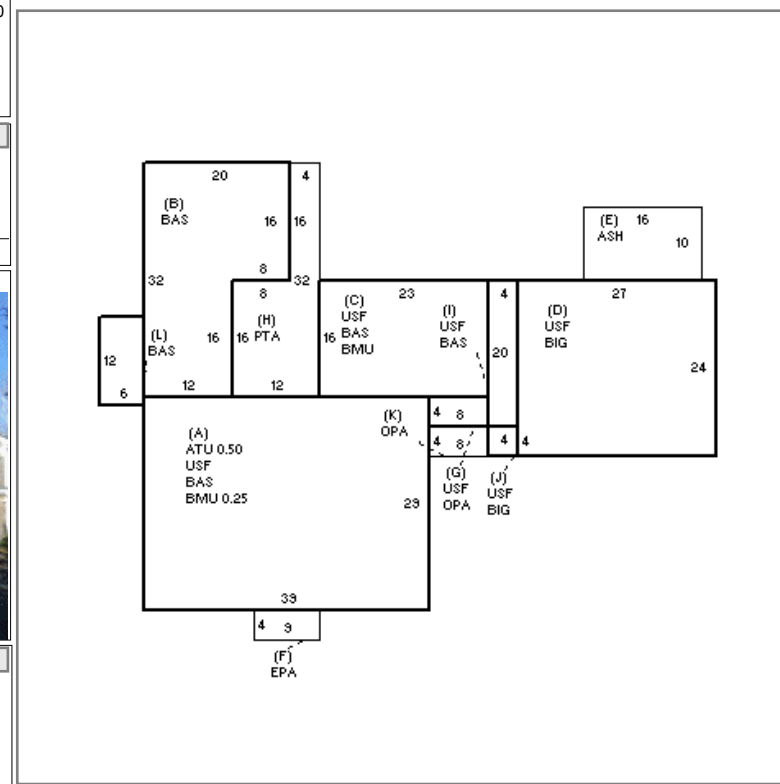 0
20
4
(B)
BAS
16
16
(E)
ASH
16
10
32
8
8
32
(H)
PTA
16
16
(C)
USF
BAS
BMU
23
16
(I)
USF
BAS
4
20
27
(D)
USF
BIG
24
(L)
BAS
12
6
12
12
(K)
OPA
4 8
4 8
4
4
(A)
ATU 0.50
USF
BAS
BMU 0.25
(G)
USF
OPA
(J)
USF
BIG
29
39
4 9
(F)
EPA